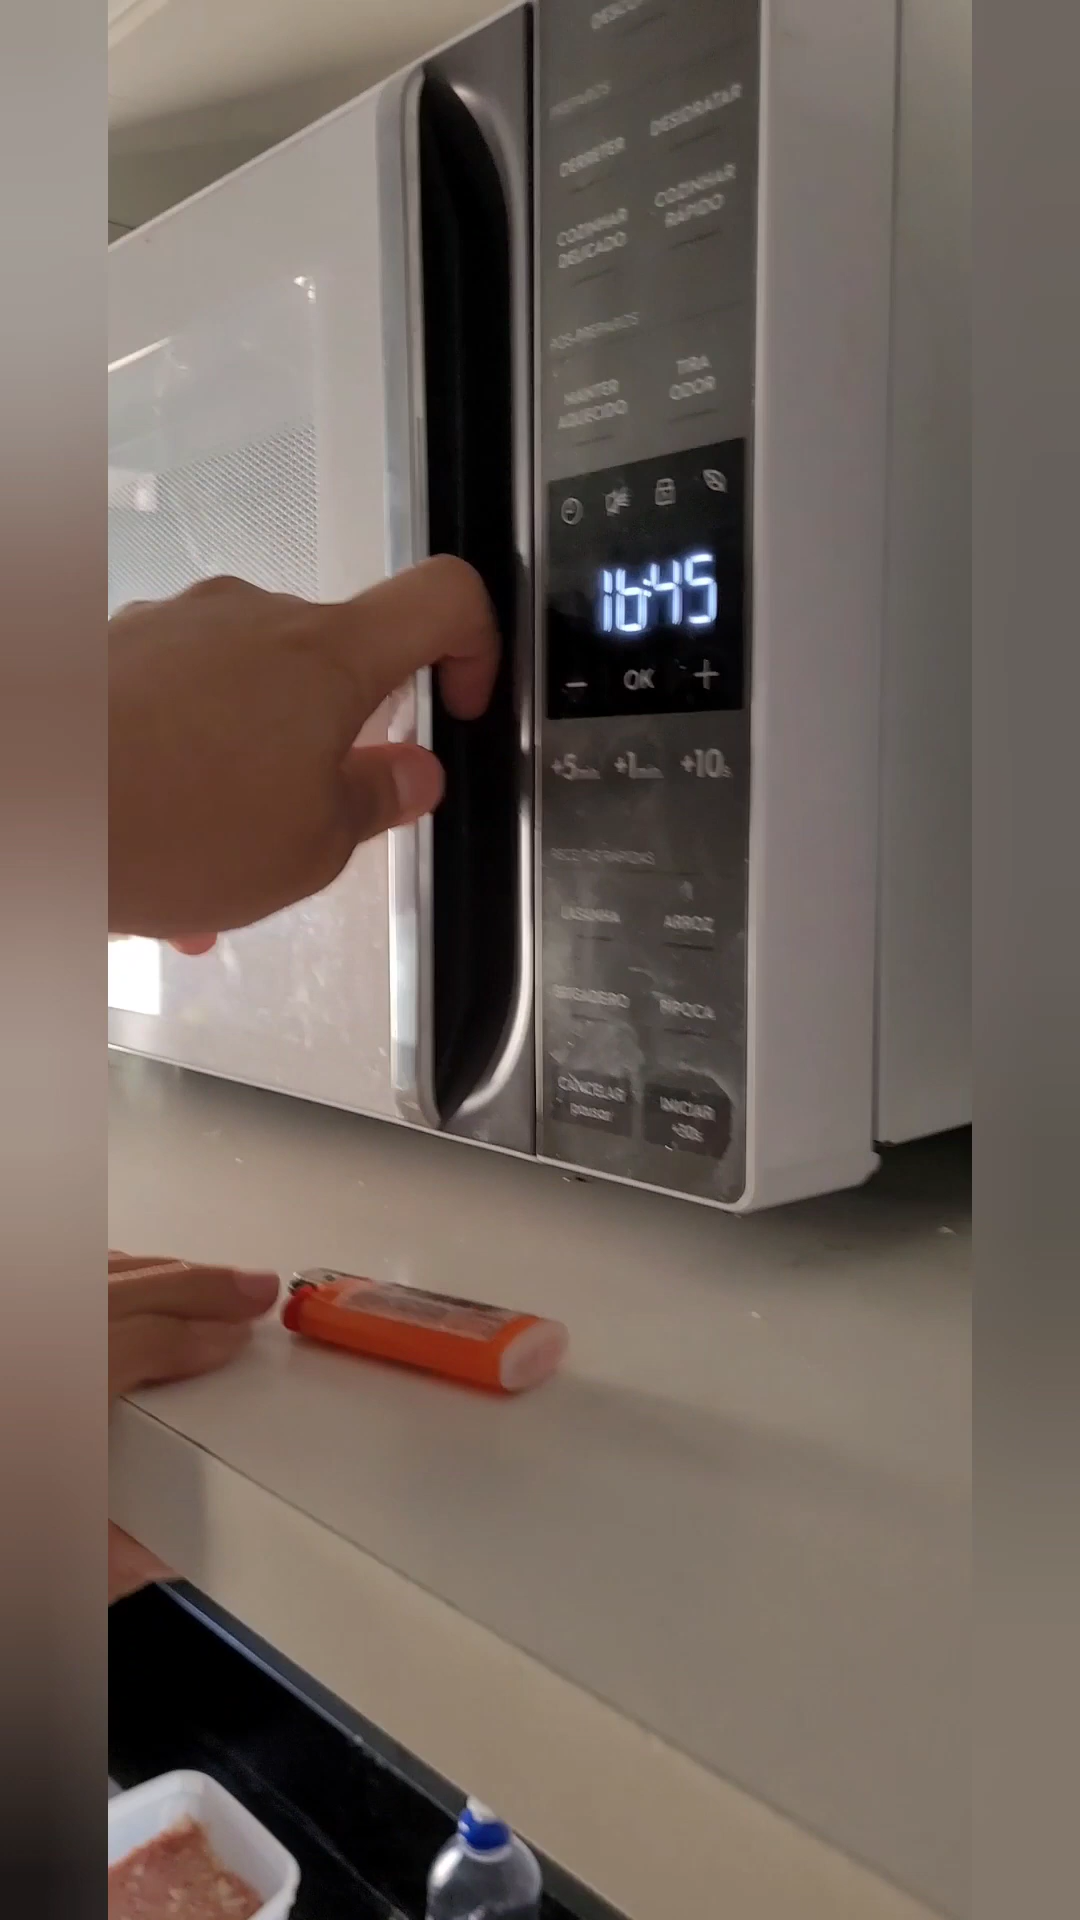 PREPAROS
DERRETER
DESIDRATAR
COZINHAR
DELICADO
COZINHAR
RÁPIDO
PÓS-PREPAROS
MANTER
AQUECIDO
TIRA
ODOR
16:45
− OK +
+5min +1min +10s
RECEITAS RÁPIDAS
LASANHA
ARROZ
BRIGADEIRO
PIPOCA
CANCELAR
pausar
INICIAR
+30s